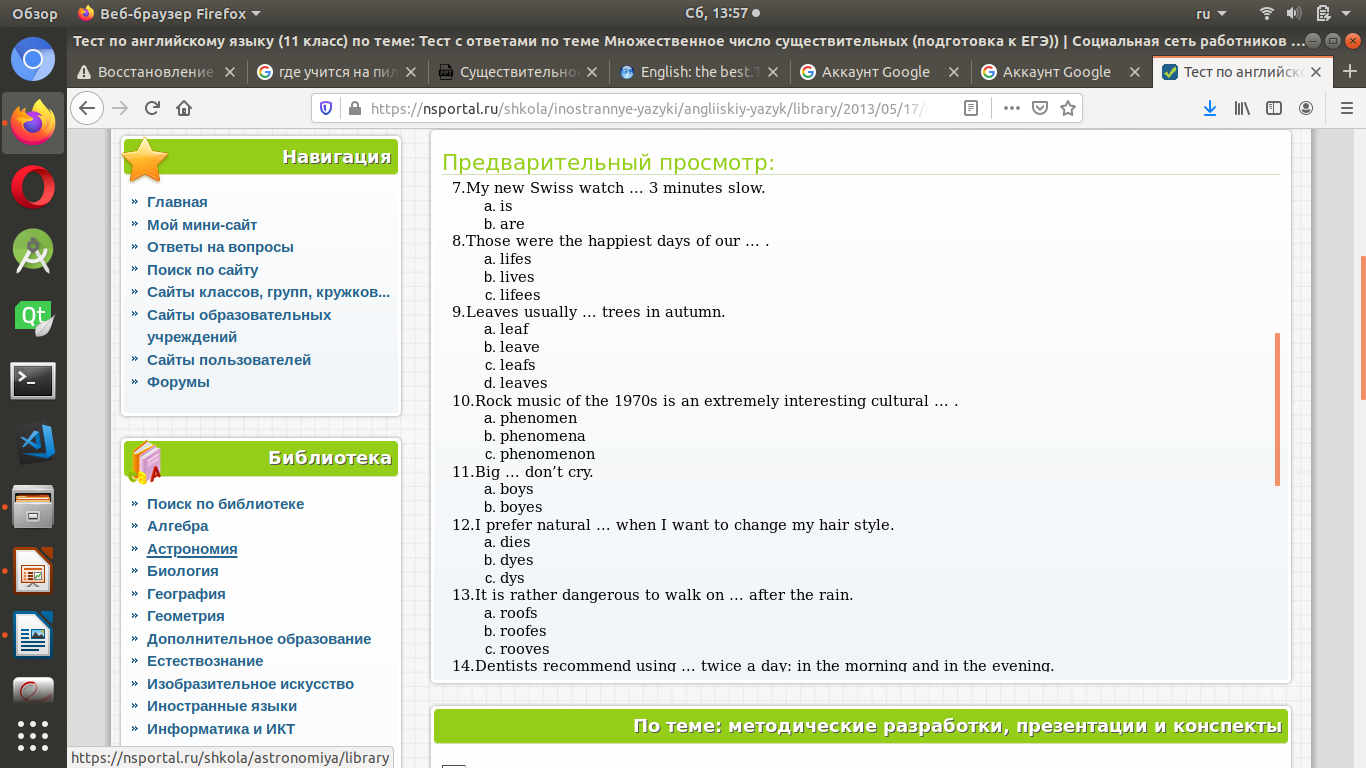 Обзор
Веб-браузер Firefox
Сб, 13:57
ru
Тест по английскому языку (11 класс) по теме: Тест с ответами по теме Множественное число существительных (подготовка к ЕГЭ)) | Социальная сеть работников ...
Восстановление
где учится на пил
Существительно
English: the best.T
Аккаунт Google
Аккаунт Google
Тест по английск
https://nsportal.ru/shkola/inostrannye-yazyki/angliiskiy-yazyk/library/2013/05/17/
Навигация
Главная
Мой мини-сайт
Ответы на вопросы
Поиск по сайту
Сайты классов, групп, кружков...
Сайты образовательных
учреждений
Сайты пользователей
Форумы
Библиотека
Поиск по библиотеке
Алгебра
Астрономия
Биология
География
Геометрия
Дополнительное образование
Естествознание
Изобразительное искусство
Иностранные языки
Информатика и ИКТ
https://nsportal.ru/shkola/astronomiya/library
Предварительный просмотр:
7.My new Swiss watch … 3 minutes slow.
a. is
b. are
8.Those were the happiest days of our … .
a. lifes
b. lives
c. lifees
9.Leaves usually … trees in autumn.
a. leaf
b. leave
c. leafs
d. leaves
10.Rock music of the 1970s is an extremely interesting cultural … .
a. phenomen
b. phenomena
c. phenomenon
11.Big … don’t cry.
a. boys
b. boyes
12.I prefer natural … when I want to change my hair style.
a. dies
b. dyes
c. dys
13.It is rather dangerous to walk on … after the rain.
a. roofs
b. roofes
c. rooves
14.Dentists recommend using … twice a day: in the morning and in the evening.
По теме: методические разработки, презентации и конспекты